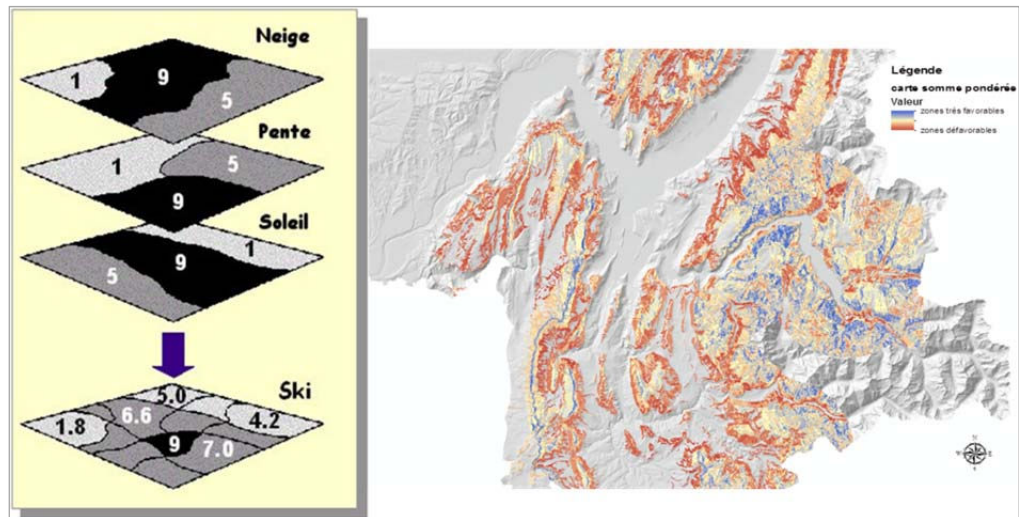 Neige
1
9
5
Pente
1
5
9
Soleil
1
9
5
Ski
5.0
6.6
4.2
1.8
9
7.0
Légende
carte somme pondérée
Valeur
zones très favorables
zones défavorables
N